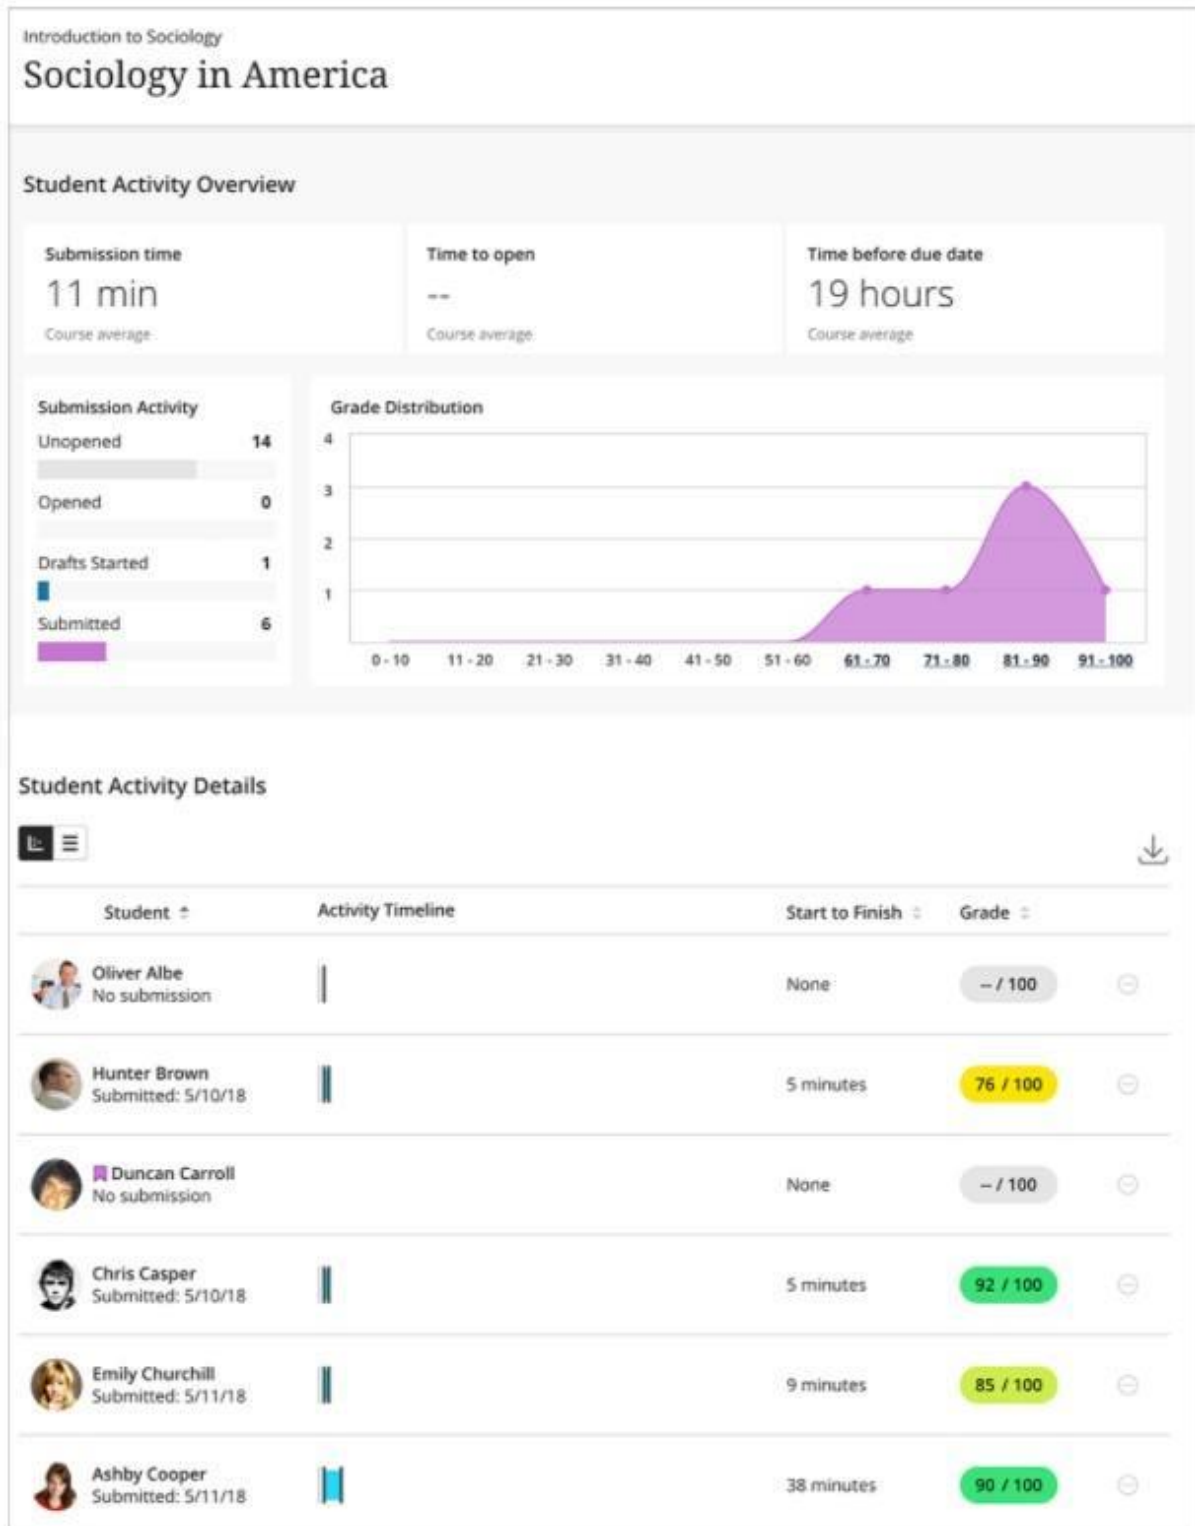 Introduction to Sociology
Sociology in America
Student Activity Overview
Submission time
11 min
Course average
Time to open
--
Course average
Time before due date
19 hours
Course average
Submission Activity
Unopened 14
Opened 0
Drafts Started 1
Submitted 6
Grade Distribution
4
3
2
1
0 - 10 11 - 20 21 - 30 31 - 40 41 - 50 51 - 60 61 - 70 71 - 80 81 - 90 91 - 100
Student Activity Details
Student Activity Timeline Start to Finish Grade
Oliver Albe
No submission
None -- / 100
Hunter Brown
Submitted: 5/10/18
5 minutes 76 / 100
Duncan Carroll
No submission
None -- / 100
Chris Casper
Submitted: 5/10/18
5 minutes 92 / 100
Emily Churchill
Submitted: 5/11/18
9 minutes 85 / 100
Ashby Cooper
Submitted: 5/11/18
38 minutes 90 / 100